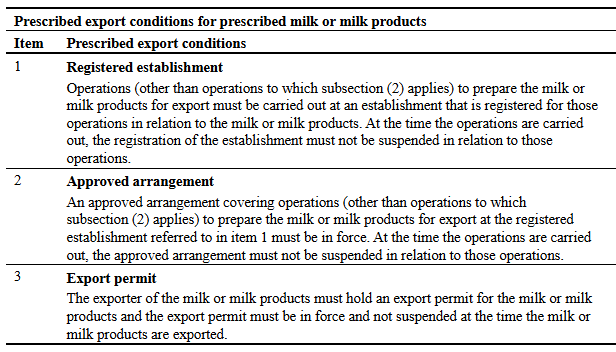 Prescribed export conditions for prescribed milk or milk products
Item Prescribed export conditions
1 Registered establishment
Operations (other than operations to which subsection (2) applies) to prepare the milk or
milk products for export must be carried out at an establishment that is registered for those
operations in relation to the milk or milk products. At the time the operations are carried
out, the registration of the establishment must not be suspended in relation to those
operations.
2 Approved arrangement
An approved arrangement covering operations (other than operations to which
subsection (2) applies) to prepare the milk or milk products for export at the registered
establishment referred to in item 1 must be in force. At the time the operations are carried
out, the approved arrangement must not be suspended in relation to those operations.
3 Export permit
The exporter of the milk or milk products must hold an export permit for the milk or milk
products and the export permit must be in force and not suspended at the time the milk or
milk products are exported.